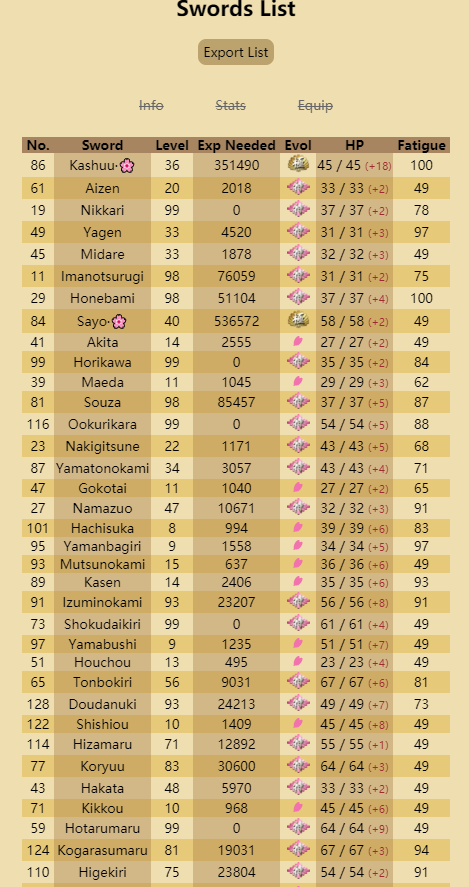 Swords List
Export List
Info Stats Equip
No. Sword Level Exp Needed Evol HP Fatigue
86 Kashuu· 36 351490 45 / 45 (+18) 100
61 Aizen 20 2018 33 / 33 (+2) 49
19 Nikkari 99 0 37 / 37 (+2) 78
49 Yagen 33 4520 31 / 31 (+3) 97
45 Midare 33 1878 32 / 32 (+3) 49
11 Imanotsurugi 98 76059 31 / 31 (+2) 75
29 Honebami 98 51104 37 / 37 (+4) 100
84 Sayo· 40 536572 58 / 58 (+2) 49
41 Akita 14 2555 27 / 27 (+2) 49
99 Horikawa 99 0 35 / 35 (+2) 84
39 Maeda 11 1045 29 / 29 (+3) 62
81 Souza 98 85457 37 / 37 (+5) 87
116 Ookurikara 99 0 54 / 54 (+5) 88
23 Nakigitsune 22 1171 43 / 43 (+5) 68
87 Yamatonokami 34 3057 43 / 43 (+4) 71
47 Gokotai 11 1040 27 / 27 (+2) 65
27 Namazuo 47 10671 32 / 32 (+3) 91
101 Hachisuka 8 994 39 / 39 (+6) 83
95 Yamanbagiri 9 1558 34 / 34 (+5) 97
93 Mutsunokami 15 637 36 / 36 (+6) 49
89 Kasen 14 2406 35 / 35 (+6) 93
91 Izuminokami 93 23207 56 / 56 (+8) 91
73 Shokudaikiri 99 0 61 / 61 (+4) 49
97 Yamabushi 9 1235 51 / 51 (+7) 49
51 Houchou 13 495 23 / 23 (+4) 49
65 Tonbokiri 56 9031 67 / 67 (+6) 81
128 Doudanuki 93 24213 49 / 49 (+7) 73
122 Shishiou 10 1409 45 / 45 (+8) 49
114 Hizamaru 71 12892 55 / 55 (+1) 49
77 Koryuu 83 30600 64 / 64 (+3) 49
43 Hakata 48 5970 33 / 33 (+2) 49
71 Kikkou 10 968 45 / 45 (+6) 49
59 Hotarumaru 99 0 64 / 64 (+9) 49
124 Kogarasumaru 81 19031 67 / 67 (+3) 94
110 Higekiri 75 23804 54 / 54 (+2) 91